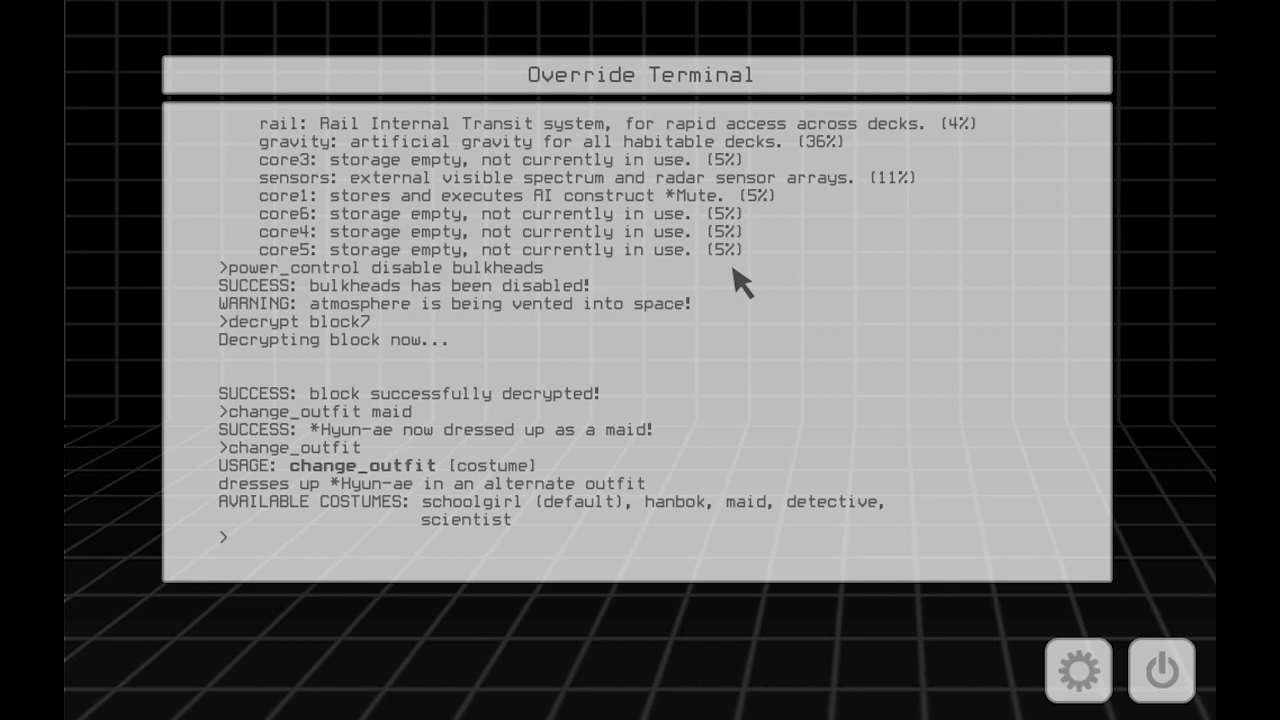 Override Terminal
rail: Rail Internal Transit system, for rapid access across decks. (4%)
gravity: artificial gravity for all habitable decks. (36%)
core3: storage empty, not currently in use. (5%)
sensors: external visible spectrum and radar sensor arrays. (11%)
core1: stores and executes AI construct *Mute. (5%)
core6: storage empty, not currently in use. (5%)
core4: storage empty, not currently in use. (5%)
core5: storage empty, not currently in use. (5%)
>power_control disable bulkheads
SUCCESS: bulkheads has been disabled!
WARNING: atmosphere is being vented into space!
>decrypt block7
Decrypting block now...
SUCCESS: block successfully decrypted!
>change_outfit maid
SUCCESS: *Hyun-ae now dressed up as a maid!
>change_outfit
USAGE: change_outfit [costume]
dresses up *Hyun-ae in an alternate outfit
AVAILABLE COSTUMES: schoolgirl (default), hanbok, maid, detective,
scientist
>